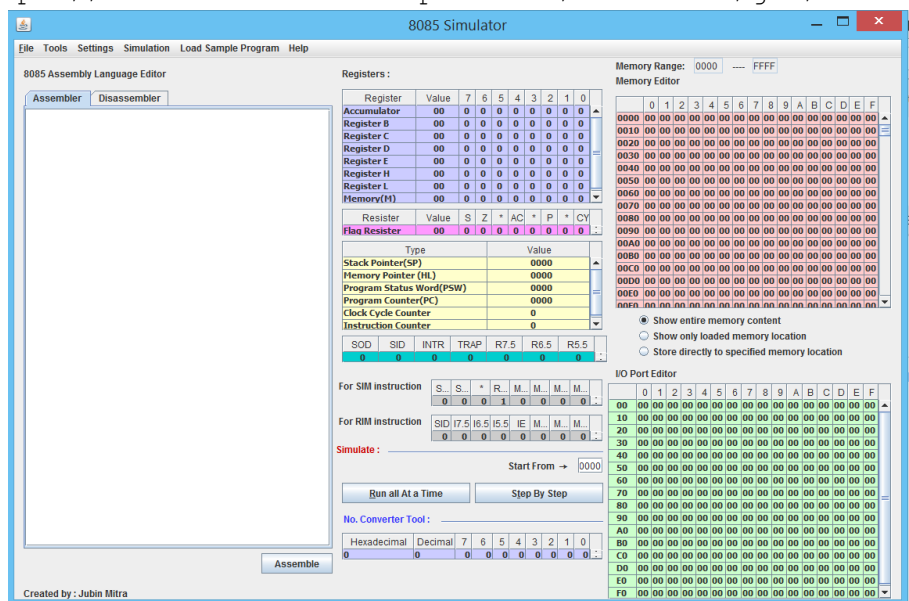 8085 Simulator
File Tools Settings Simulation Load Sample Program Help
8085 Assembly Language Editor
Assembler Disassembler
Assemble
Created by : Jubin Mitra
Registers :
Register Value 7 6 5 4 3 2 1 0
Accumulator 00 0 0 0 0 0 0 0 0
Register B 00 0 0 0 0 0 0 0 0
Register C 00 0 0 0 0 0 0 0 0
Register D 00 0 0 0 0 0 0 0 0
Register E 00 0 0 0 0 0 0 0 0
Register H 00 0 0 0 0 0 0 0 0
Register L 00 0 0 0 0 0 0 0 0
Memory(M) 00 0 0 0 0 0 0 0 0
Resister Value S Z * AC * P * CY
Flag Resister 00 0 0 0 0 0 0 0 0
Type Value
Stack Pointer(SP) 0000
Memory Pointer (HL) 0000
Program Status Word(PSW) 0000
Program Counter(PC) 0000
Clock Cycle Counter 0
Instruction Counter 0
SOD SID INTR TRAP R7.5 R6.5 R5.5
0 0 0 0 0 0 0
For SIM instruction
S... S... * R... M... M... M... M...
0 0 0 1 0 0 0 0
For RIM instruction
SID I7.5 I6.5 I5.5 IE M... M... M...
0 0 0 0 0 0 0 0
Simulate :
Start From → 0000
Run all At a Time Step By Step
No. Converter Tool :
Hexadecimal Decimal 7 6 5 4 3 2 1 0
0 0 0 0 0 0 0 0 0 0
Memory Range: 0000 ---- FFFF
Memory Editor
0 1 2 3 4 5 6 7 8 9 A B C D E F
0000 00 00 00 00 00 00 00 00 00 00 00 00 00 00 00 00
0010 00 00 00 00 00 00 00 00 00 00 00 00 00 00 00 00
0020 00 00 00 00 00 00 00 00 00 00 00 00 00 00 00 00
0030 00 00 00 00 00 00 00 00 00 00 00 00 00 00 00 00
0040 00 00 00 00 00 00 00 00 00 00 00 00 00 00 00 00
0050 00 00 00 00 00 00 00 00 00 00 00 00 00 00 00 00
0060 00 00 00 00 00 00 00 00 00 00 00 00 00 00 00 00
0070 00 00 00 00 00 00 00 00 00 00 00 00 00 00 00 00
0080 00 00 00 00 00 00 00 00 00 00 00 00 00 00 00 00
0090 00 00 00 00 00 00 00 00 00 00 00 00 00 00 00 00
00A0 00 00 00 00 00 00 00 00 00 00 00 00 00 00 00 00
00B0 00 00 00 00 00 00 00 00 00 00 00 00 00 00 00 00
00C0 00 00 00 00 00 00 00 00 00 00 00 00 00 00 00 00
00D0 00 00 00 00 00 00 00 00 00 00 00 00 00 00 00 00
00E0 00 00 00 00 00 00 00 00 00 00 00 00 00 00 00 00
00F0 00 00 00 00 00 00 00 00 00 00 00 00 00 00 00 00
Show entire memory content
Show only loaded memory location
Store directly to specified memory location
I/O Port Editor
0 1 2 3 4 5 6 7 8 9 A B C D E F
00 00 00 00 00 00 00 00 00 00 00 00 00 00 00 00 00
10 00 00 00 00 00 00 00 00 00 00 00 00 00 00 00 00
20 00 00 00 00 00 00 00 00 00 00 00 00 00 00 00 00
30 00 00 00 00 00 00 00 00 00 00 00 00 00 00 00 00
40 00 00 00 00 00 00 00 00 00 00 00 00 00 00 00 00
50 00 00 00 00 00 00 00 00 00 00 00 00 00 00 00 00
60 00 00 00 00 00 00 00 00 00 00 00 00 00 00 00 00
70 00 00 00 00 00 00 00 00 00 00 00 00 00 00 00 00
80 00 00 00 00 00 00 00 00 00 00 00 00 00 00 00 00
90 00 00 00 00 00 00 00 00 00 00 00 00 00 00 00 00
A0 00 00 00 00 00 00 00 00 00 00 00 00 00 00 00 00
B0 00 00 00 00 00 00 00 00 00 00 00 00 00 00 00 00
C0 00 00 00 00 00 00 00 00 00 00 00 00 00 00 00 00
D0 00 00 00 00 00 00 00 00 00 00 00 00 00 00 00 00
E0 00 00 00 00 00 00 00 00 00 00 00 00 00 00 00 00
F0 00 00 00 00 00 00 00 00 00 00 00 00 00 00 00 00